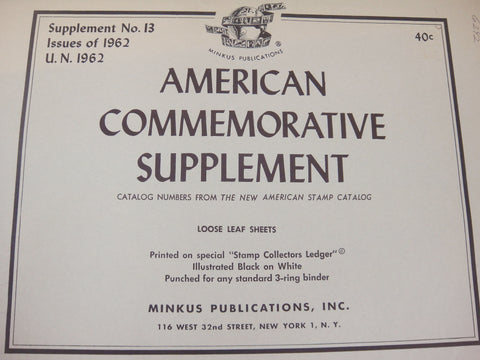 Supplement No. 13
Issues of 1962
U. N. 1962
MINKUS PUBLICATIONS ®
40c
AMERICAN
COMMEMORATIVE
SUPPLEMENT
CATALOG NUMBERS FROM THE NEW AMERICAN STAMP CATALOG
LOOSE LEAF SHEETS
Printed on special "Stamp Collectors Ledger"©
Illustrated Black on White
Punched for any standard 3-ring binder
MINKUS PUBLICATIONS, INC.
116 WEST 32nd STREET, NEW YORK 1, N. Y.